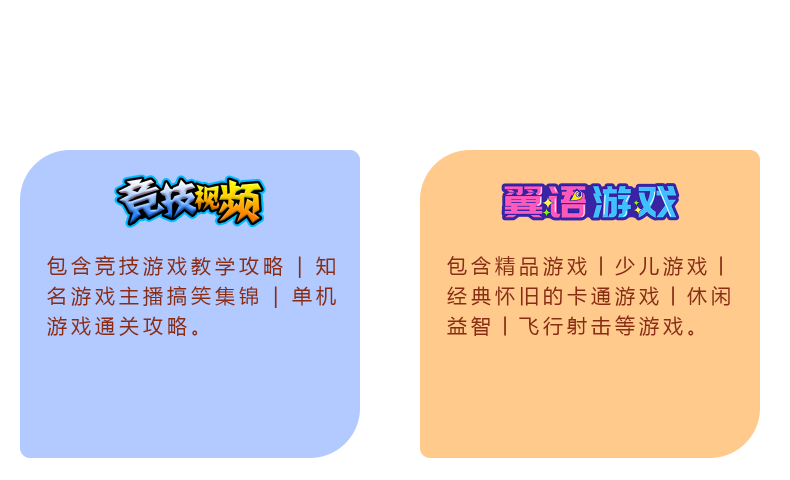 竞技视频
包含竞技游戏教学攻略｜知
名游戏主播搞笑集锦｜单机
游戏通关攻略。
翼语游戏
包含精品游戏丨少儿游戏丨
经典怀旧的卡通游戏丨休闲
益智丨飞行射击等游戏。